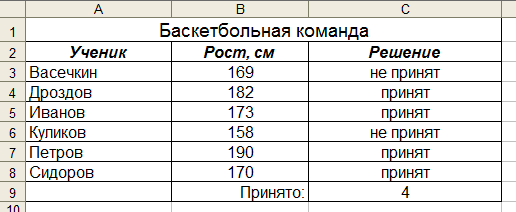 A B C
1 Баскетбольная команда
2 Ученик Рост, см Решение
3 Васечкин 169 не принят
4 Дроздов 182 принят
5 Иванов 173 принят
6 Куликов 158 не принят
7 Петров 190 принят
8 Сидоров 170 принят
9 Принято: 4
10